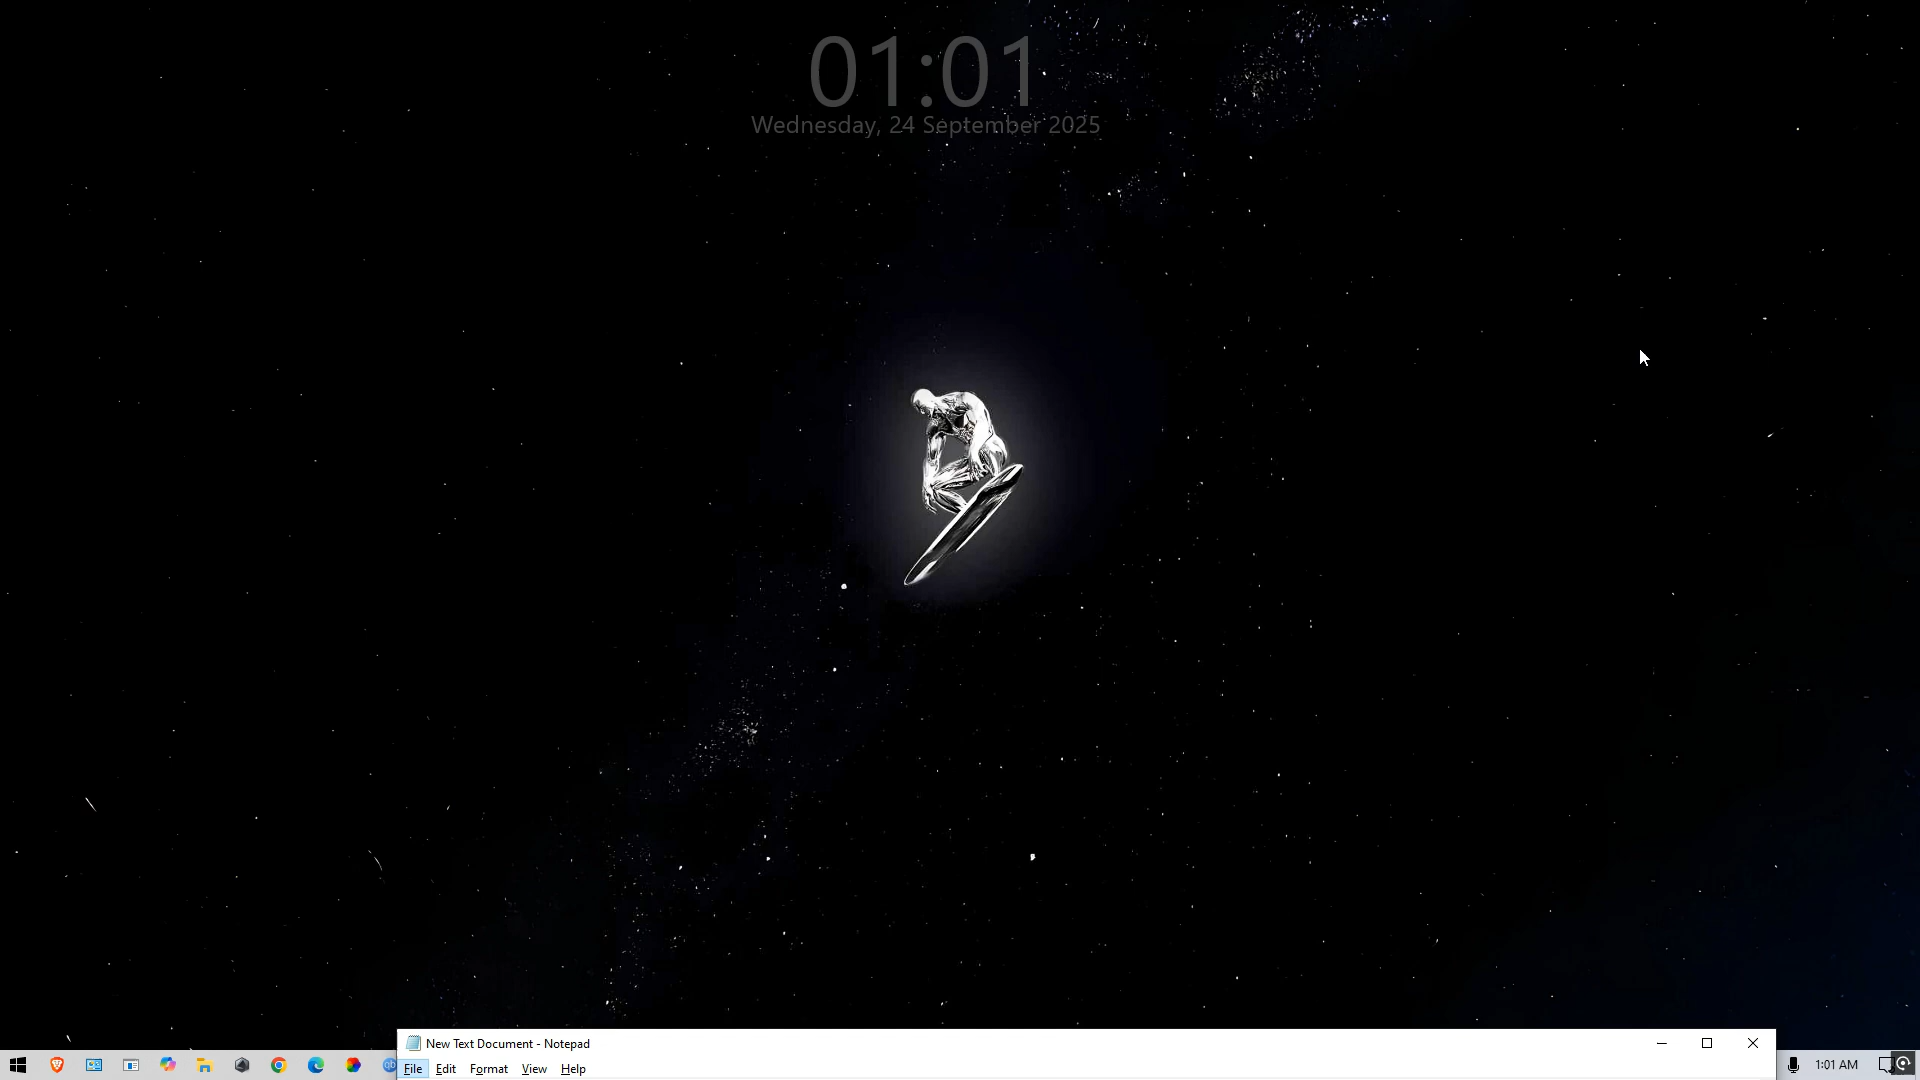 01:01
Wednesday, 24 September 2025
New Text Document - Notepad
File Edit Format View Help
1:01 AM